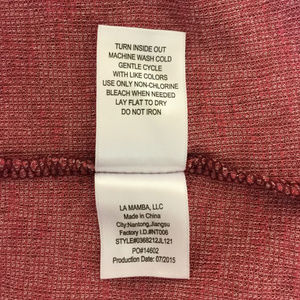 TURN INSIDE OUT
MACHINE WASH COLD
GENTLE CYCLE
WITH LIKE COLORS
USE ONLY NON-CHLORINE
BLEACH WHEN NEEDED
LAY FLAT TO DRY
DO NOT IRON
LA MAMBA, LLC
Made in China
City:Nantong,Jiangsu
Factory I.D.#NT006
STYLE#0368212JL121
PO#14602
Production Date: 07/2015